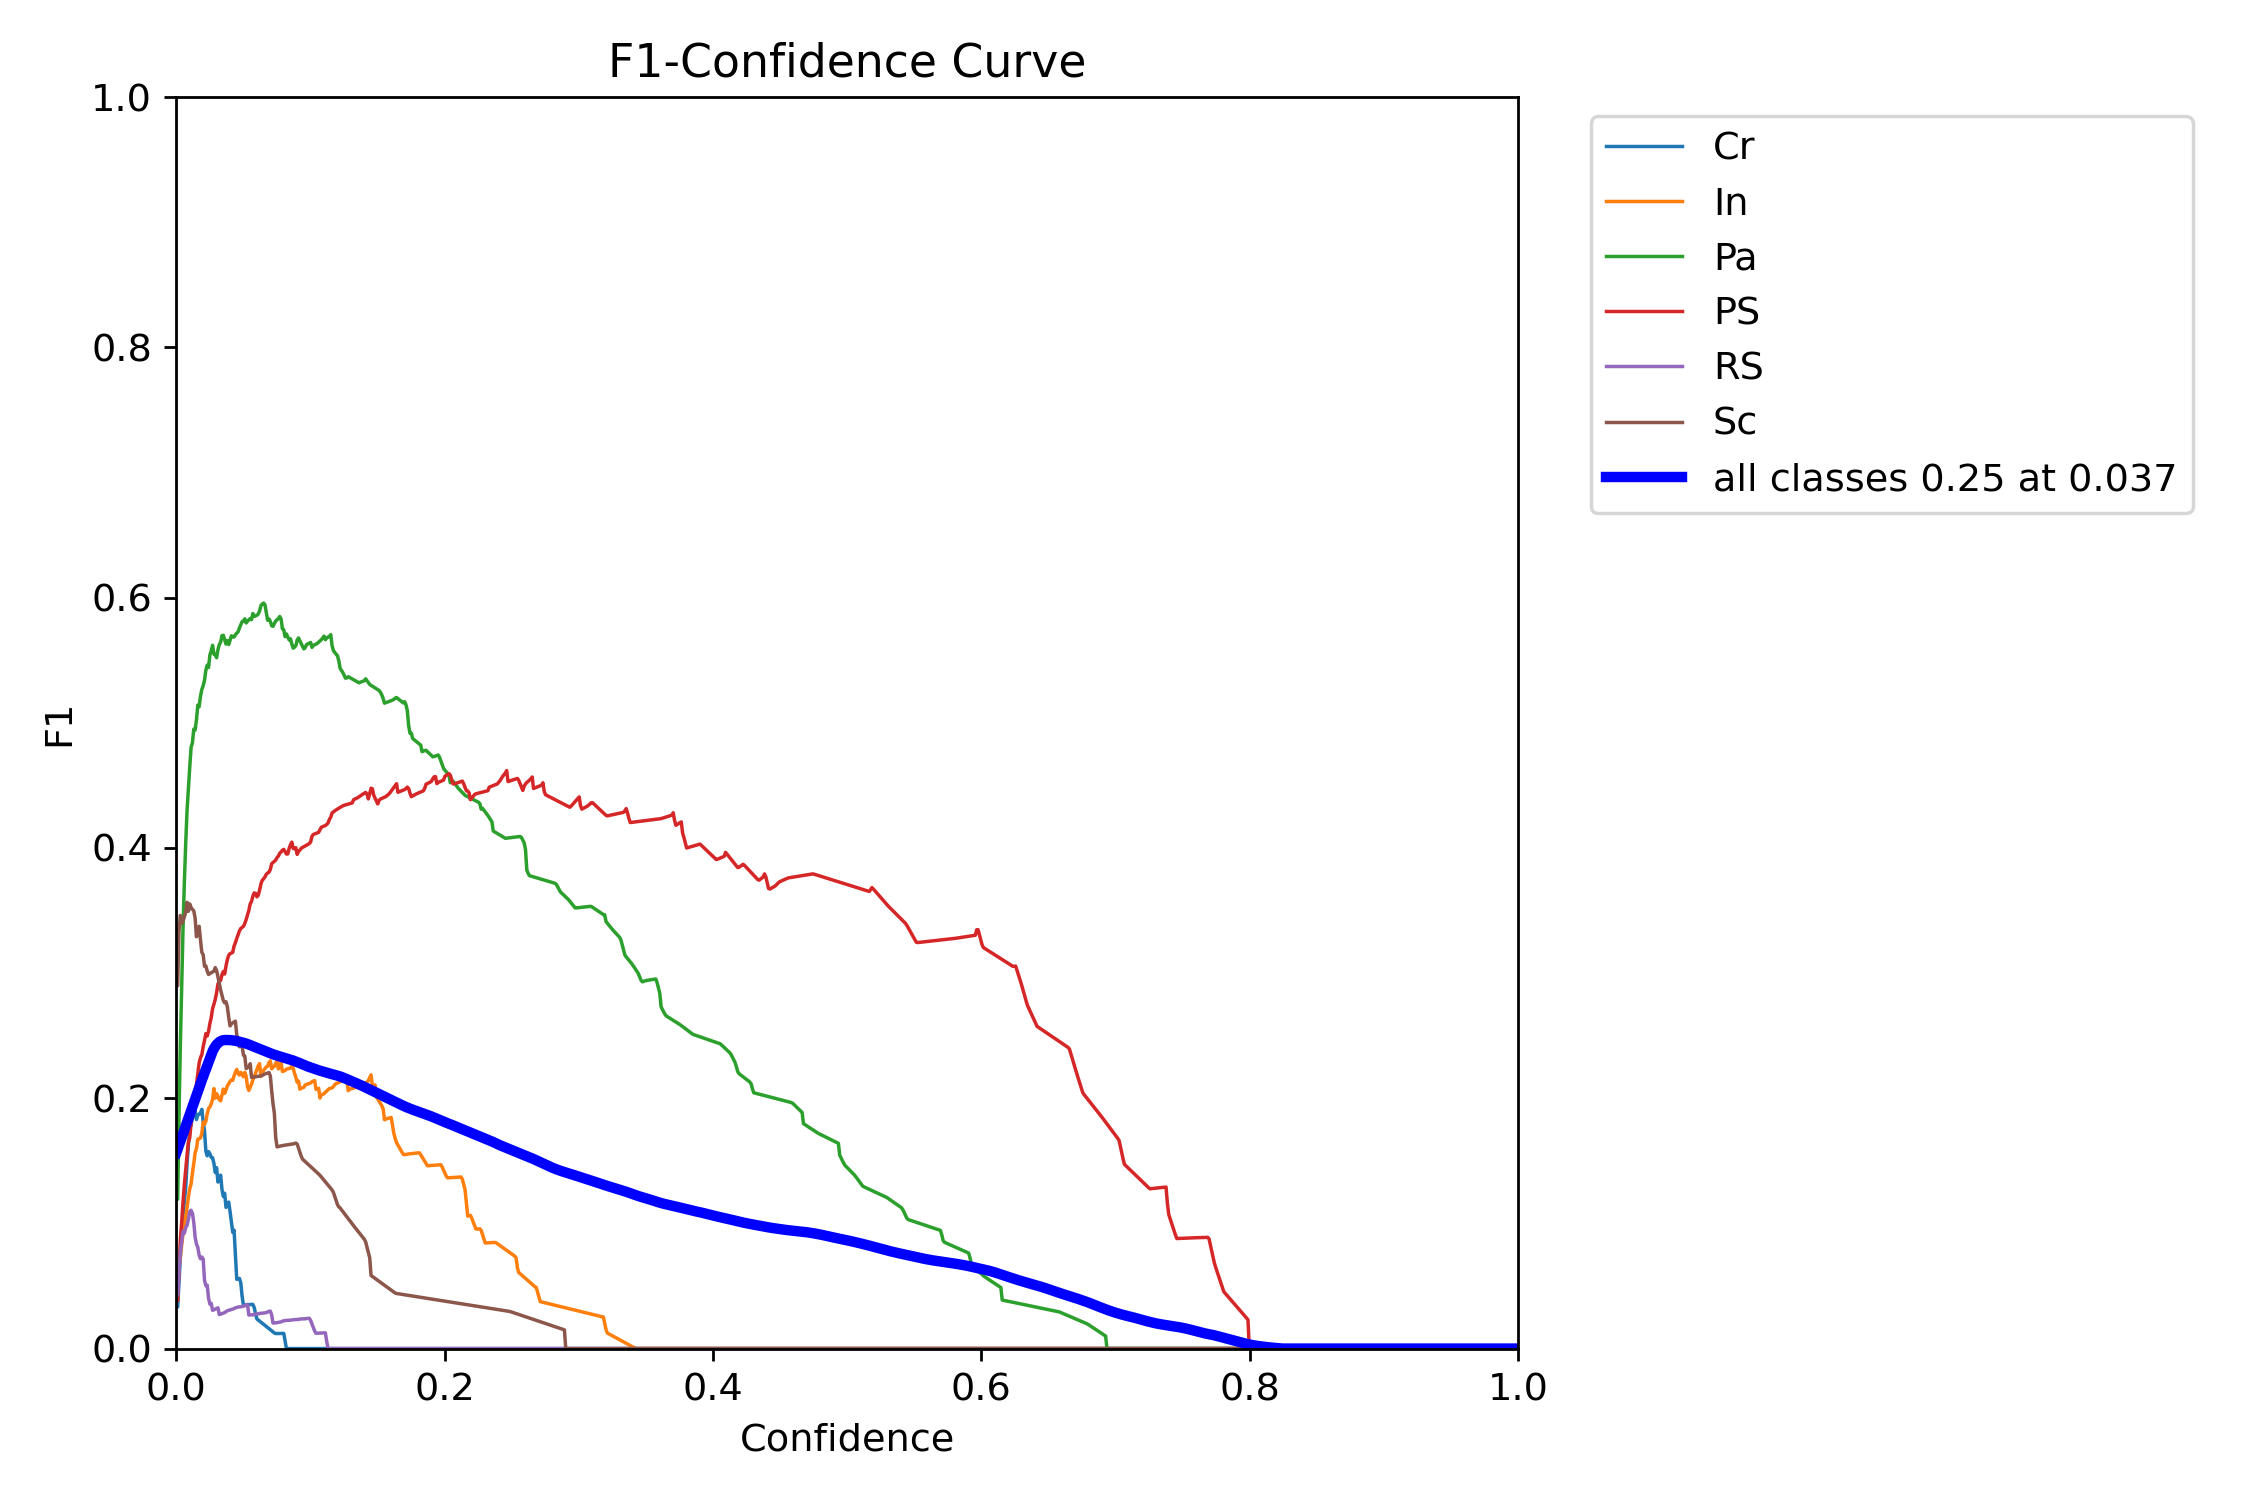 F1-Confidence Curve
1.0
0.8
0.6
0.4
0.2
0.0
F1
0.0 0.2 0.4 0.6 0.8 1.0
Confidence
Cr
In
Pa
PS
RS
Sc
all classes 0.25 at 0.037